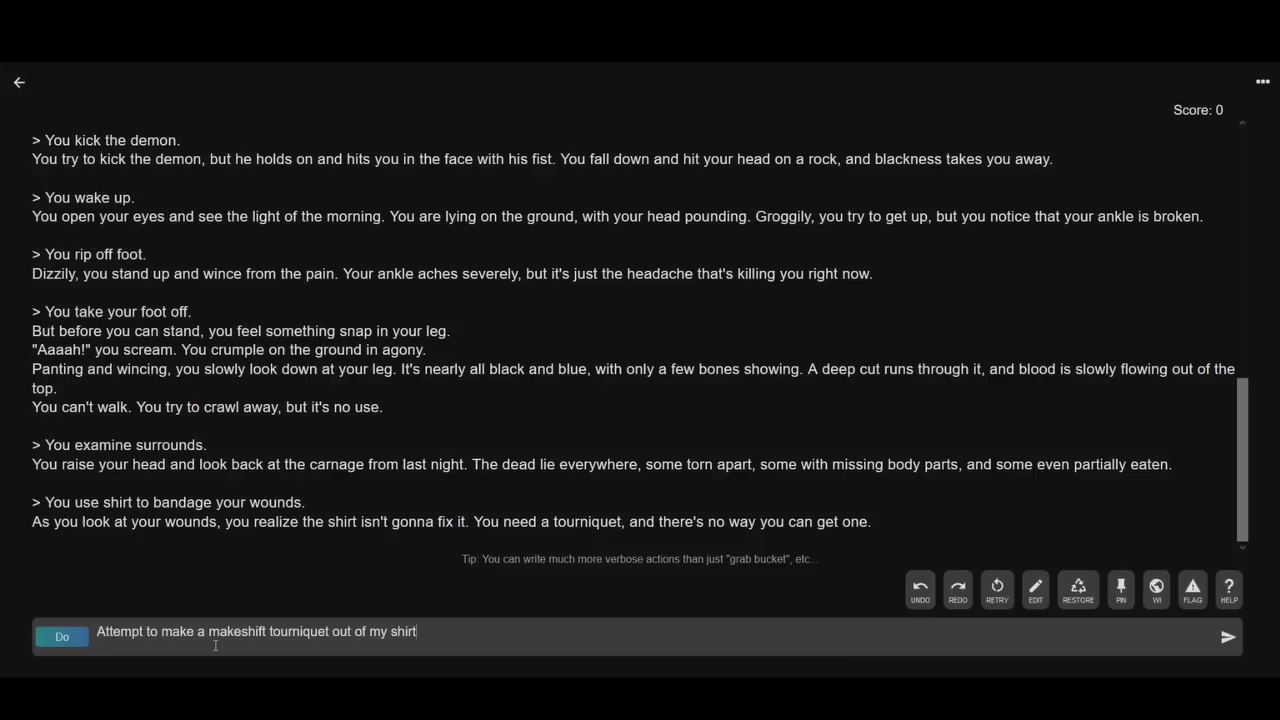 Score: 0
> You kick the demon.
You try to kick the demon, but he holds on and hits you in the face with his fist. You fall down and hit your head on a rock, and blackness takes you away.
> You wake up.
You open your eyes and see the light of the morning. You are lying on the ground, with your head pounding. Groggily, you try to get up, but you notice that your ankle is broken.
> You rip off foot.
Dizzily, you stand up and wince from the pain. Your ankle aches severely, but it's just the headache that's killing you right now.
> You take your foot off.
But before you can stand, you feel something snap in your leg.
"Aaaah!" you scream. You crumple on the ground in agony.
Panting and wincing, you slowly look down at your leg. It's nearly all black and blue, with only a few bones showing. A deep cut runs through it, and blood is slowly flowing out of the
top.
You can't walk. You try to crawl away, but it's no use.
> You examine surrounds.
You raise your head and look back at the carnage from last night. The dead lie everywhere, some torn apart, some with missing body parts, and some even partially eaten.
> You use shirt to bandage your wounds.
As you look at your wounds, you realize the shirt isn't gonna fix it. You need a tourniquet, and there's no way you can get one.
Tip: You can write much more verbose actions than just "grab bucket", etc...
UNDO REDO RETRY EDIT RESTORE PIN WI FLAG HELP
Do Attempt to make a makeshift tourniquet out of my shirt